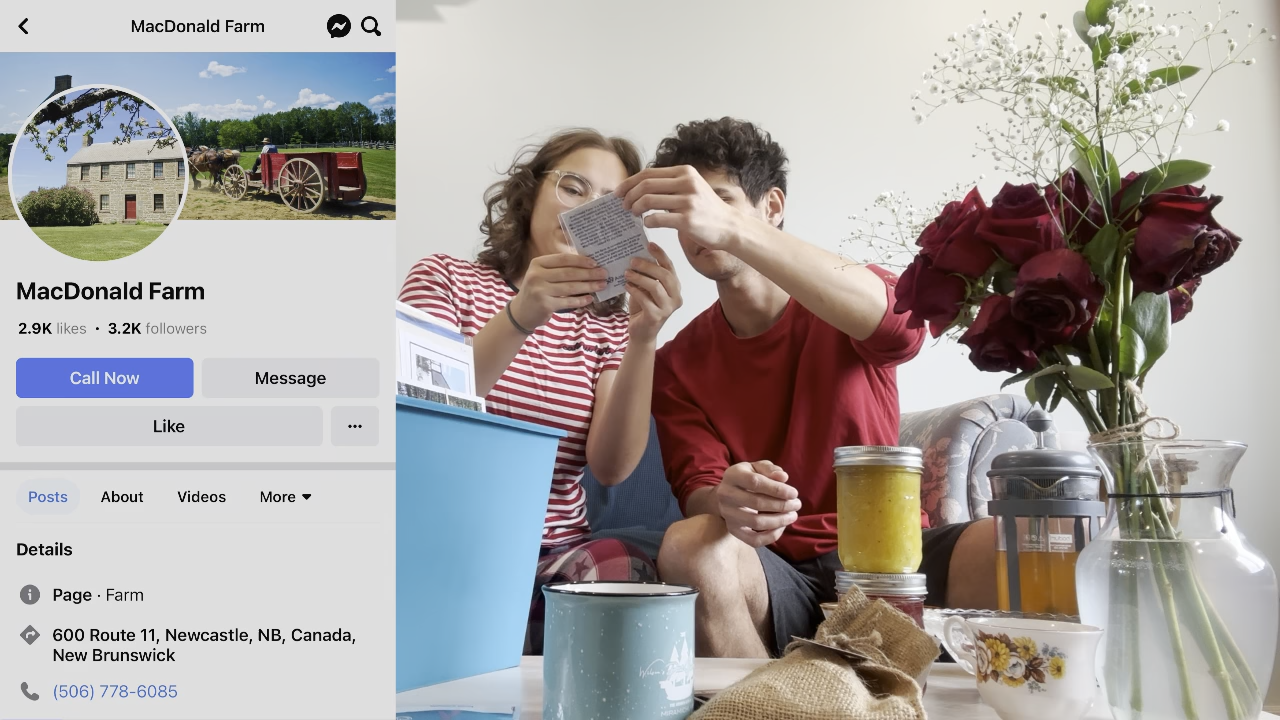 MacDonald Farm
MacDonald Farm
2.9K likes • 3.2K followers
Call Now
Message
Like
Posts
About
Videos
More
Details
Page · Farm
600 Route 11, Newcastle, NB, Canada,
New Brunswick
(506) 778-6085